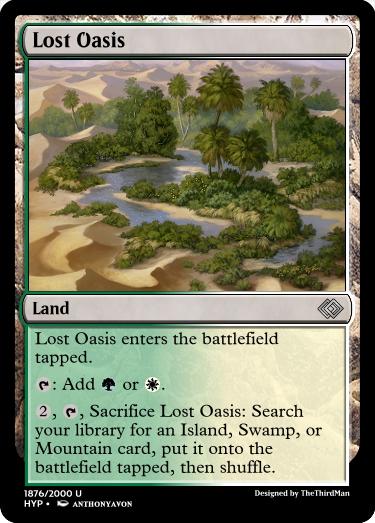 Lost Oasis
Land
Lost Oasis enters the battlefield
tapped.
: Add or .
2, , Sacrifice Lost Oasis: Search
your library for an Island, Swamp, or
Mountain card, put it onto the
battlefield tapped, then shuffle.
1876/2000 U
Designed by TheThirdMan
HYP • ANTHONYAVON